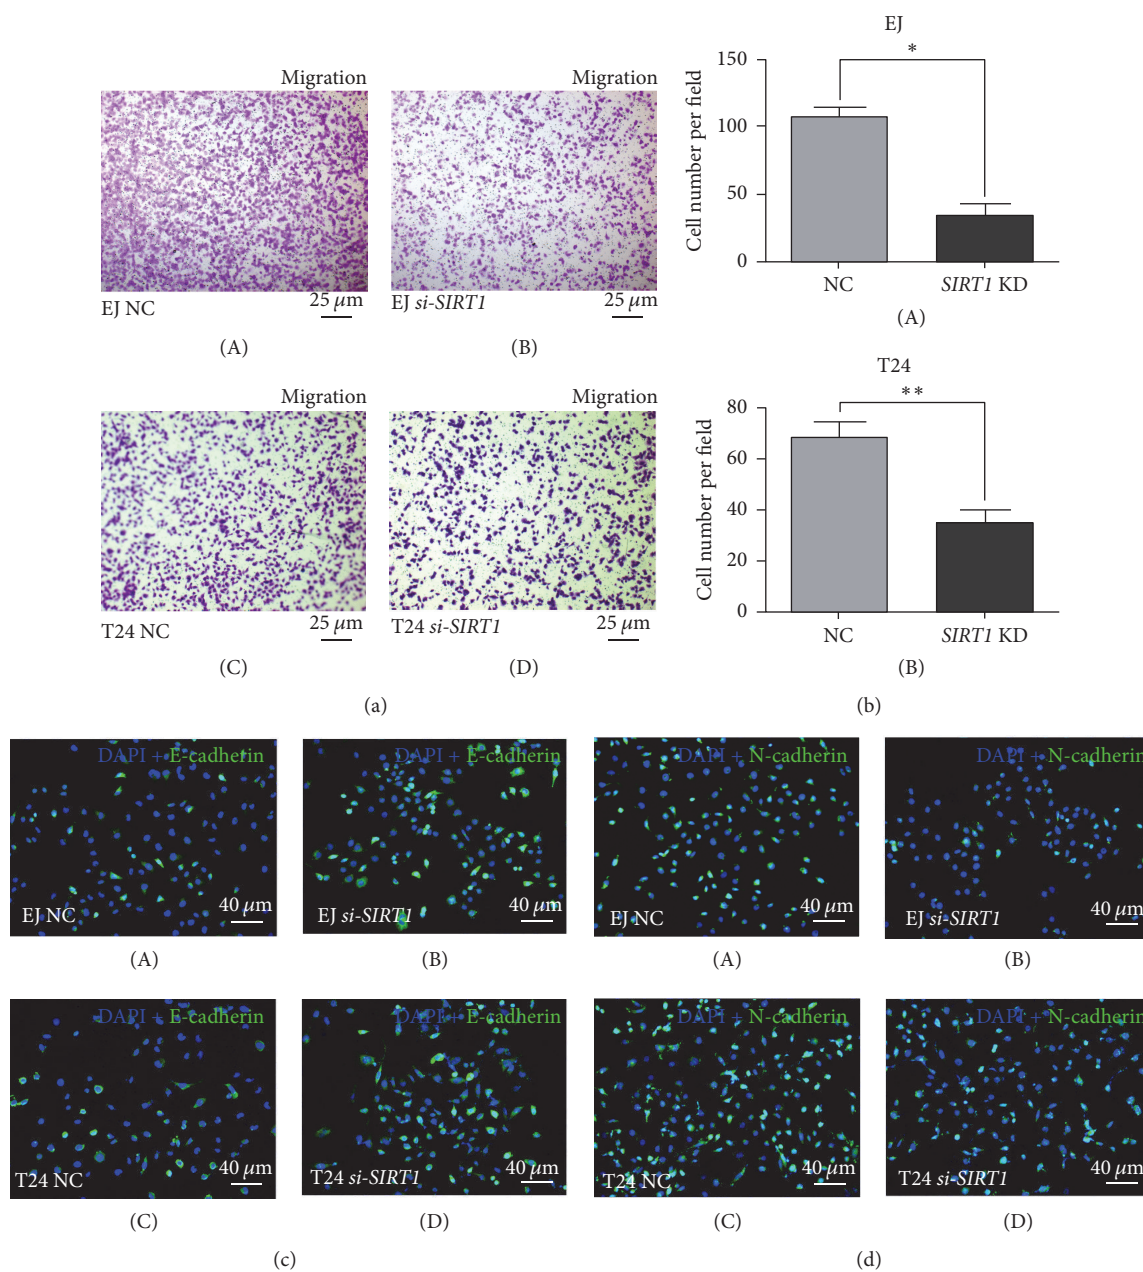 Migration
Migration
EJ NC
25 μm
EJ si-SIRT1
25 μm
(A)
(B)
Migration
Migration
T24 NC
25 μm
T24 si-SIRT1
25 μm
(C)
(D)
(a)
EJ
*
Cell number per field
150
100
50
0
NC
SIRT1 KD
(A)
T24
**
Cell number per field
80
60
40
20
0
NC
SIRT1 KD
(B)
(b)
DAPI + E-cadherin
EJ NC
40 μm
(A)
DAPI + E-cadherin
EJ si-SIRT1
40 μm
(B)
DAPI + E-cadherin
T24 NC
40 μm
(C)
DAPI + E-cadherin
T24 si-SIRT1
40 μm
(D)
(c)
DAPI + N-cadherin
EJ NC
40 μm
(A)
DAPI + N-cadherin
EJ si-SIRT1
40 μm
(B)
DAPI + N-cadherin
T24 NC
40 μm
(C)
DAPI + N-cadherin
T24 si-SIRT1
40 μm
(D)
(d)